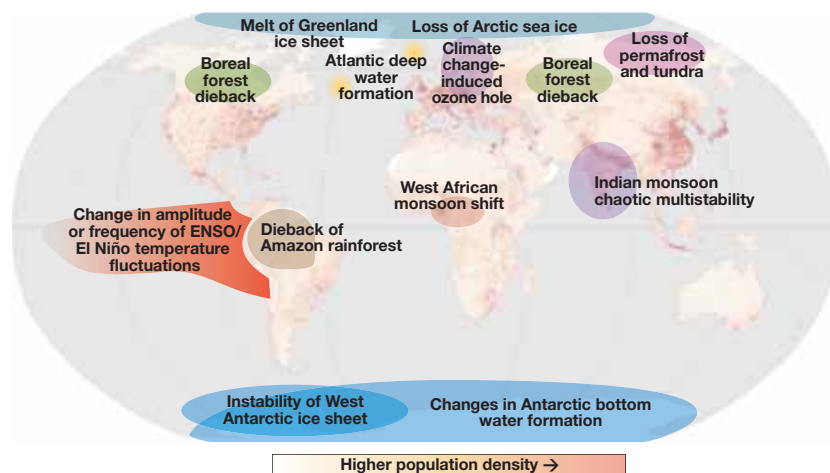 Melt of Greenland
ice sheet
Loss of Arctic sea ice
Boreal
forest
dieback
Atlantic deep
water
formation
Climate
change-
induced
ozone hole
Boreal
forest
dieback
Loss of
permafrost
and tundra
West African
monsoon shift
Indian monsoon
chaotic multistability
Change in amplitude
or frequency of ENSO/
El Niño temperature
fluctuations
Dieback of
Amazon rainforest
Instability of West
Antarctic ice sheet
Changes in Antarctic bottom
water formation
Higher population density →